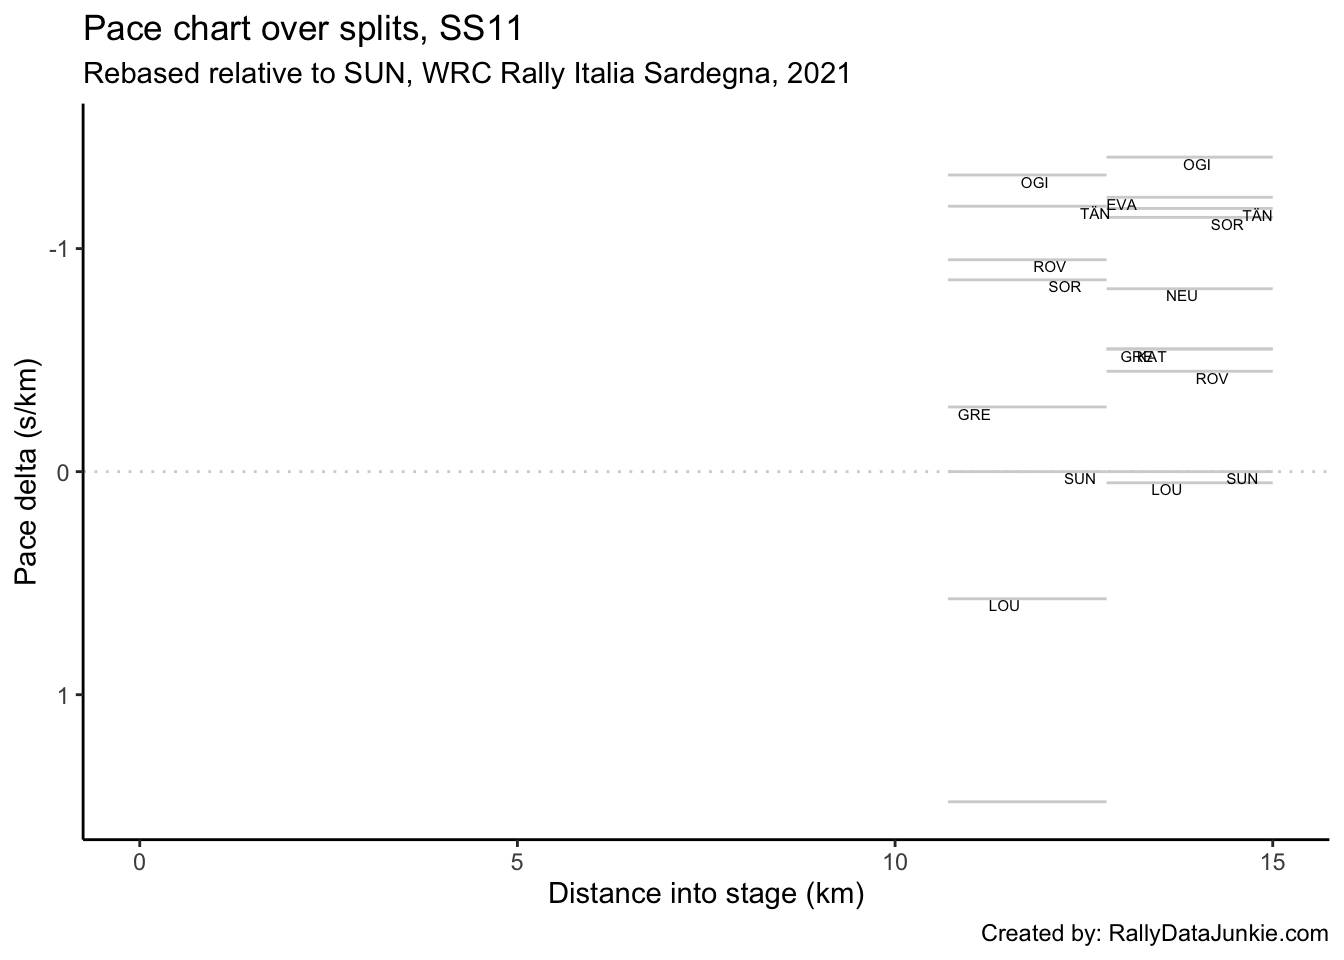 Pace chart over splits, SS11
Rebased relative to SUN, WRC Rally Italia Sardegna, 2021
Pace delta (s/km)
-1
0
1
OGI
OGI
EVA
TÄN
TÄN
SOR
ROV
SOR
NEU
GRE
KAT
ROV
GRE
SUN
SUN
LOU
LOU
0
5
10
15
Distance into stage (km)
Created by: RallyDataJunkie.com